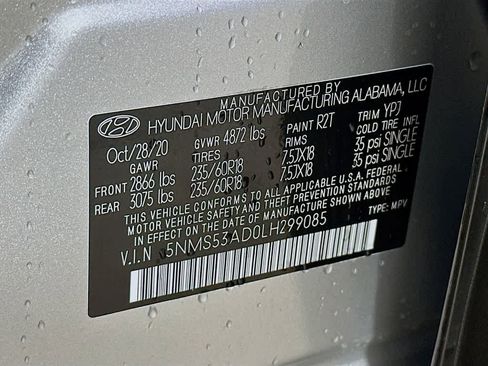 MANUFACTURED BY
HYUNDAI MOTOR MANUFACTURING ALABAMA, LLC
Oct/28/20 GVWR 4872 lbs PAINT R2T TRIM YPJ
GAWR TIRES RIMS COLD TIRE INFL
FRONT 2866 lbs 235/60R18 7.5JX18 35 psi SINGLE
REAR 3075 lbs 235/60R18 7.5JX18 35 psi SINGLE
THIS VEHICLE CONFORMS TO ALL APPLICABLE U.S.A. FEDERAL
MOTOR VEHICLE SAFETY STANDARDS
IN EFFECT ON THE DATE OF MANUFACTURE SHOWN ABOVE.
V.I.N 5NMS53AD0LH299085 TYPE: MPV